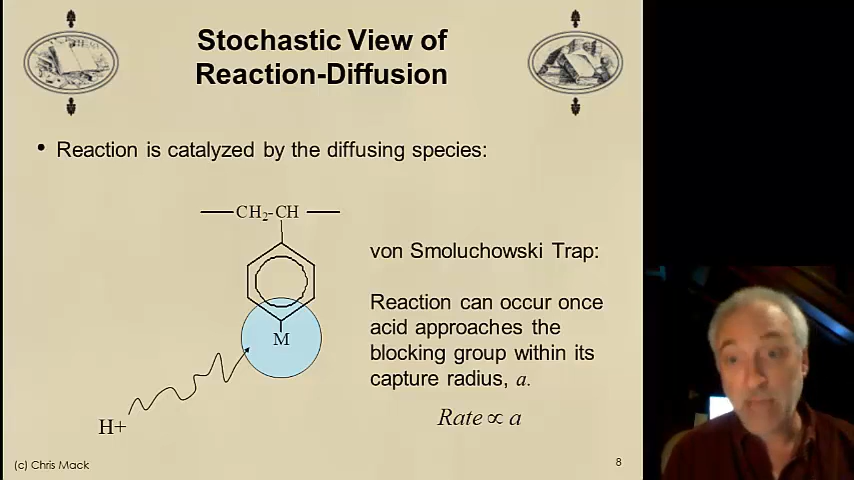 Stochastic View of
Reaction-Diffusion
• Reaction is catalyzed by the diffusing species:
CH2-CH
von Smoluchowski Trap:
Reaction can occur once
acid approaches the
blocking group within its
capture radius, a.
M
Rate ∝ a
H+
(c) Chris Mack
8